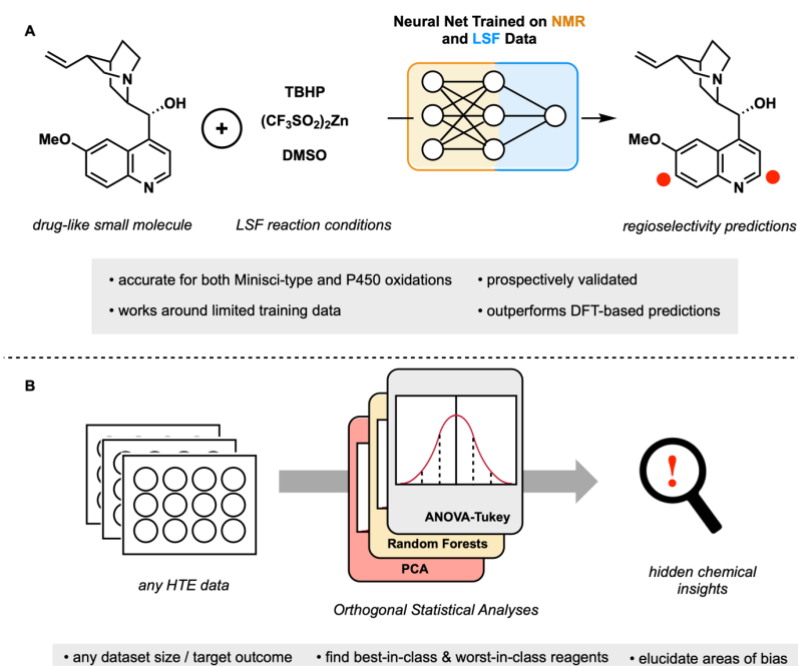 A
Neural Net Trained on NMR
and LSF Data
N
OH
MeO
N
+
TBHP
(CF3SO2)2Zn
DMSO
N
OH
MeO
N
drug-like small molecule
LSF reaction conditions
regioselectivity predictions
• accurate for both Minisci-type and P450 oxidations
• prospectively validated
• works around limited training data
• outperforms DFT-based predictions
B
!
ANOVA-Tukey
Random Forests
PCA
any HTE data
hidden chemical
insights
Orthogonal Statistical Analyses
• any dataset size / target outcome
• find best-in-class & worst-in-class reagents
• elucidate areas of bias